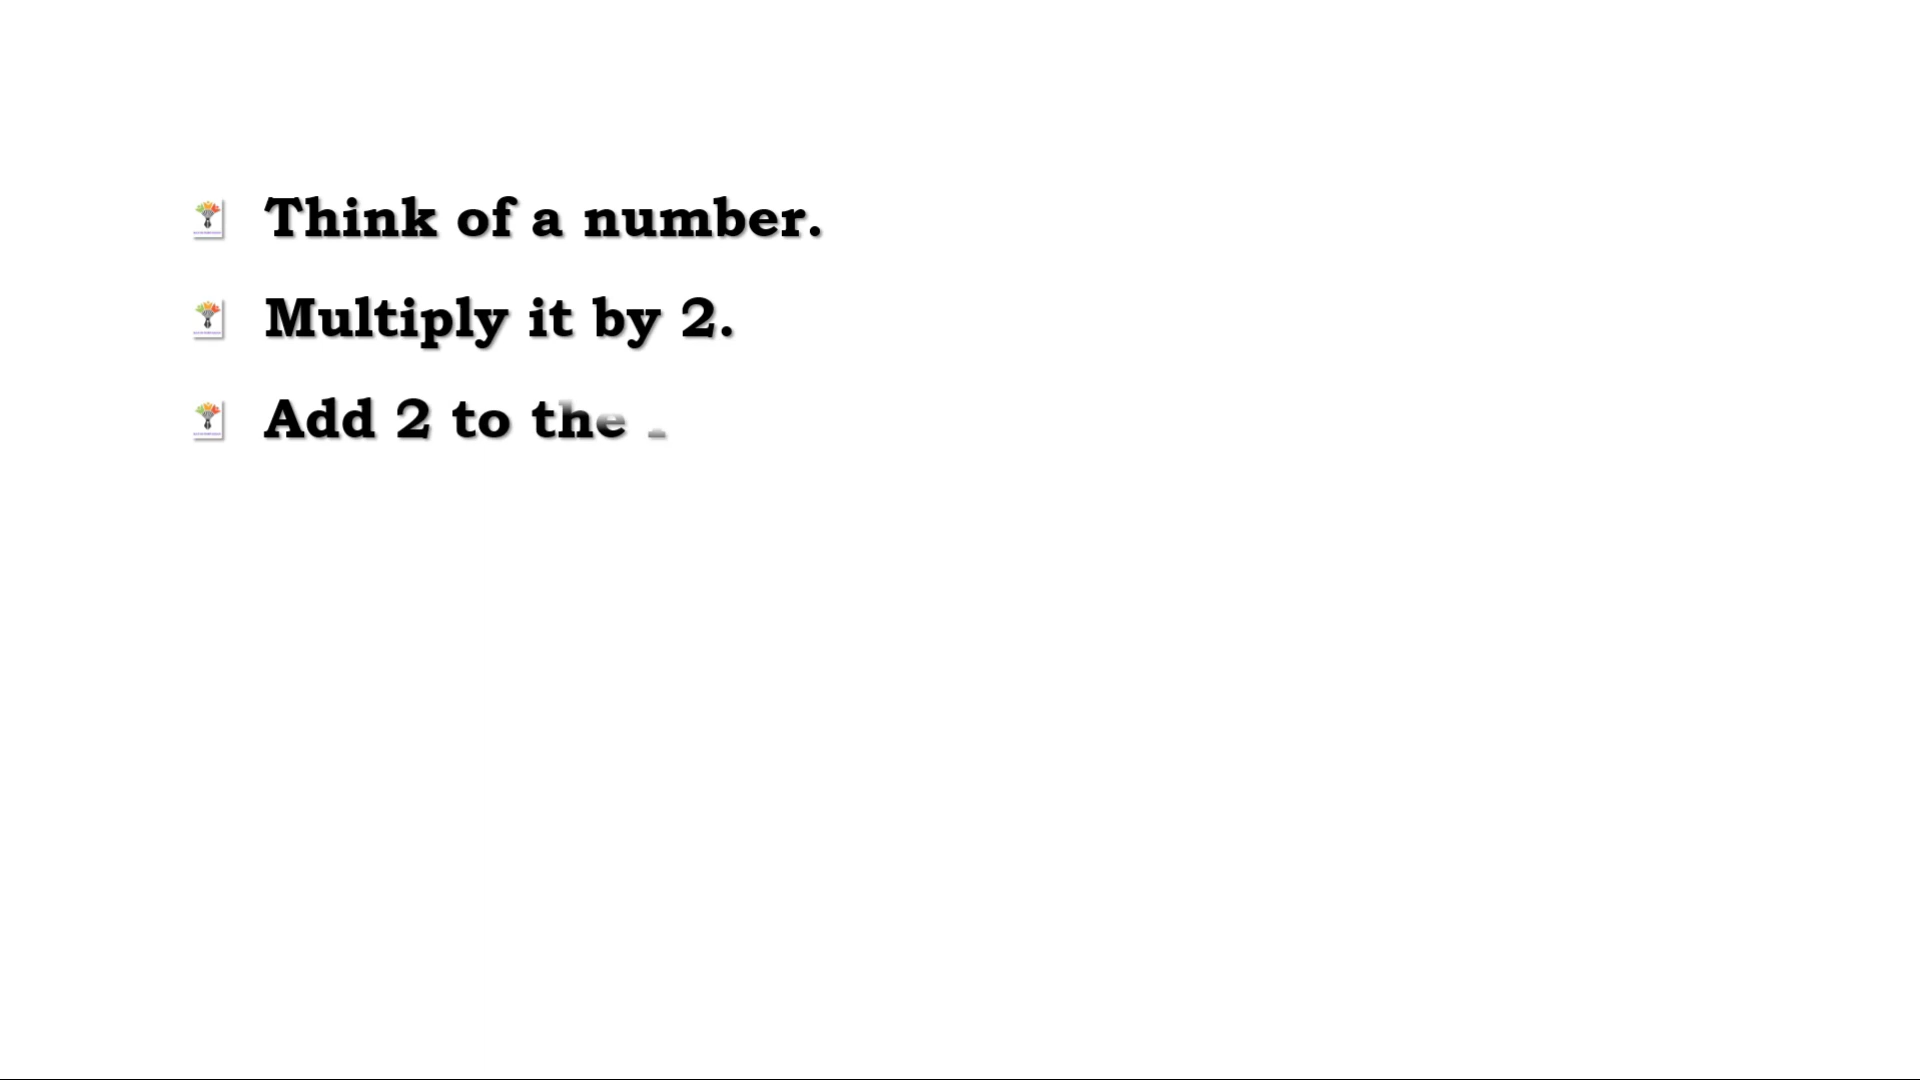 Think of a number.
Multiply it by 2.
Add 2 to the